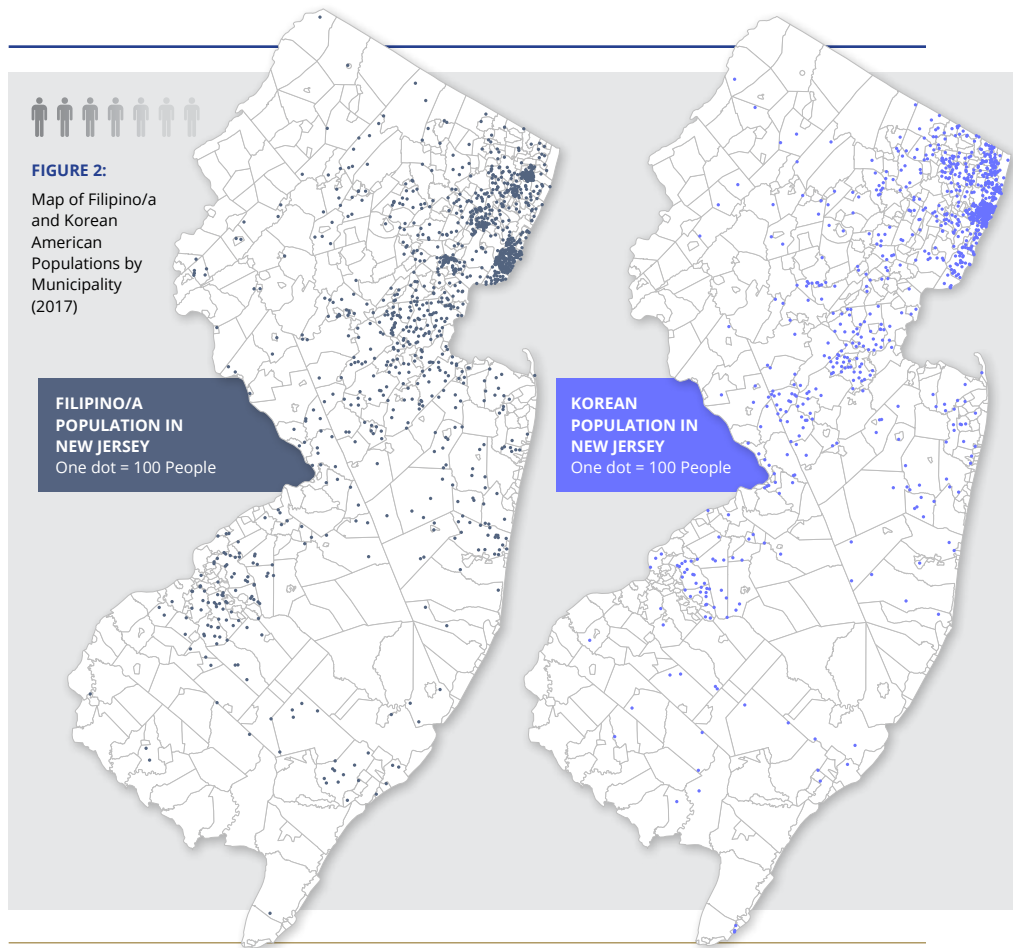 FIGURE 2:
Map of Filipino/a
and Korean
American
Populations by
Municipality
(2017)
FILIPINO/A
POPULATION IN
NEW JERSEY
One dot = 100 People
KOREAN
POPULATION IN
NEW JERSEY
One dot = 100 People